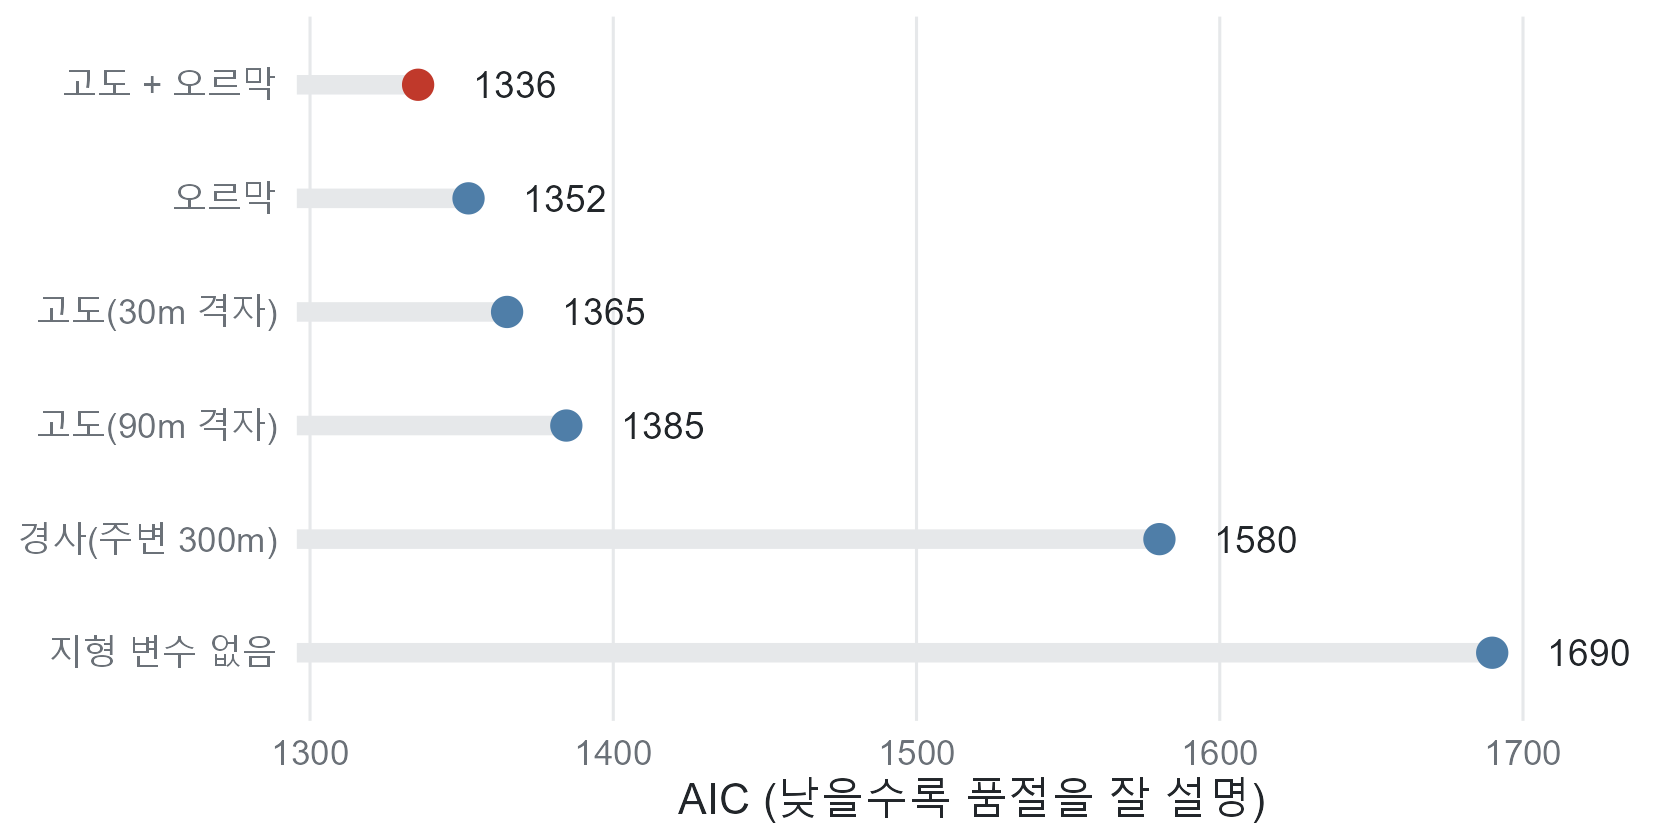 고도 + 오르막 1336
오르막 1352
고도(30m 격자) 1365
고도(90m 격자) 1385
경사(주변 300m) 1580
지형 변수 없음 1690
1300 1400 1500 1600 1700
AIC (낮을수록 품절을 잘 설명)